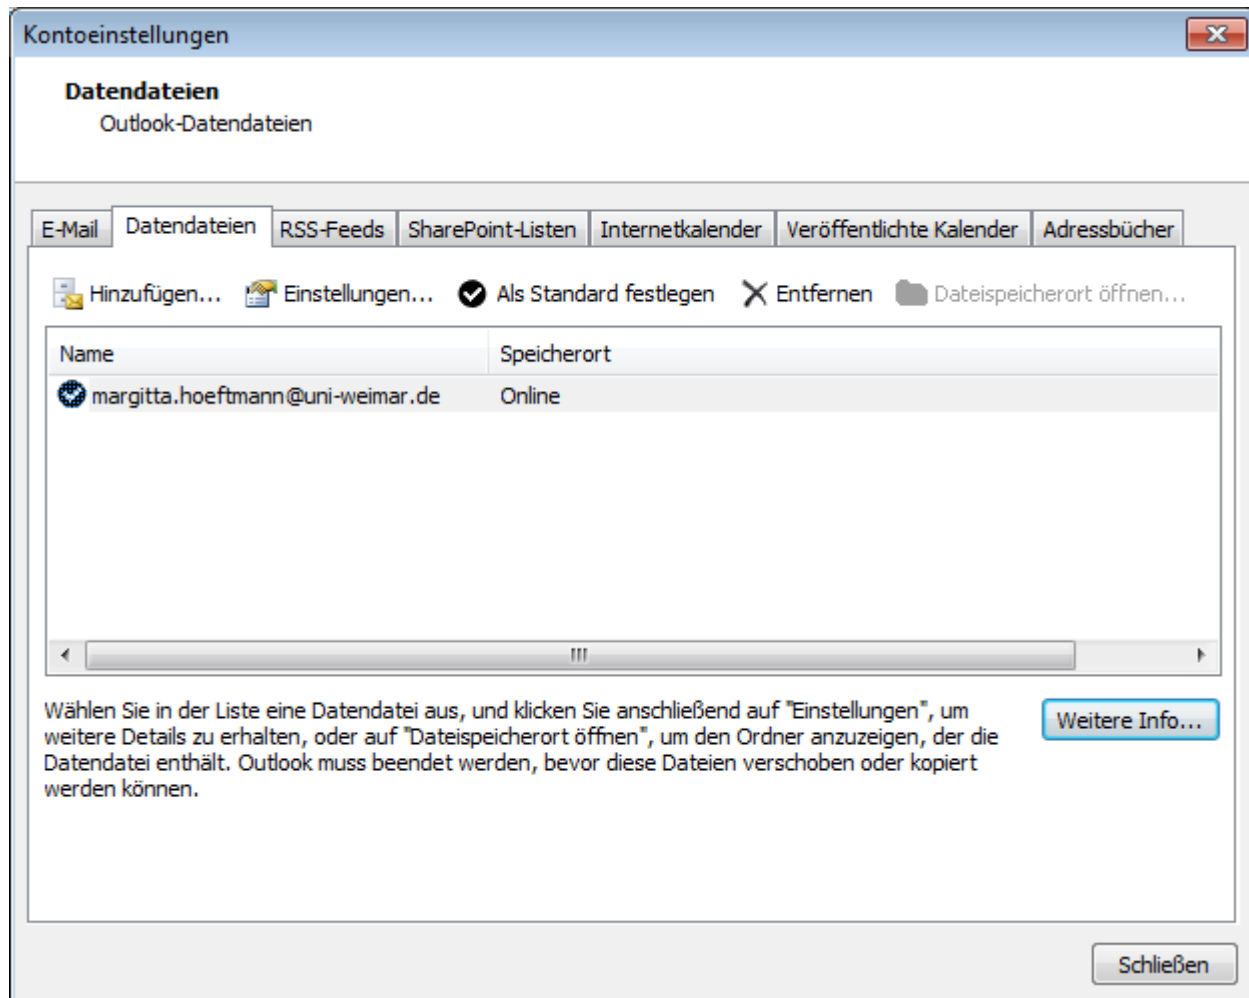 Kontoeinstellungen
Datendateien
Outlook-Datendateien
E-Mail Datendateien RSS-Feeds SharePoint-Listen Internetkalender Veröffentlichte Kalender Adressbücher
Hinzufügen... Einstellungen... Als Standard festlegen Entfernen Dateispeicherort öffnen...
Name Speicherort
margitta.hoeftmann@uni-weimar.de Online
Wählen Sie in der Liste eine Datendatei aus, und klicken Sie anschließend auf "Einstellungen", um
weitere Details zu erhalten, oder auf "Dateispeicherort öffnen", um den Ordner anzuzeigen, der die
Datendatei enthält. Outlook muss beendet werden, bevor diese Dateien verschoben oder kopiert
werden können.
Weitere Info...
Schließen